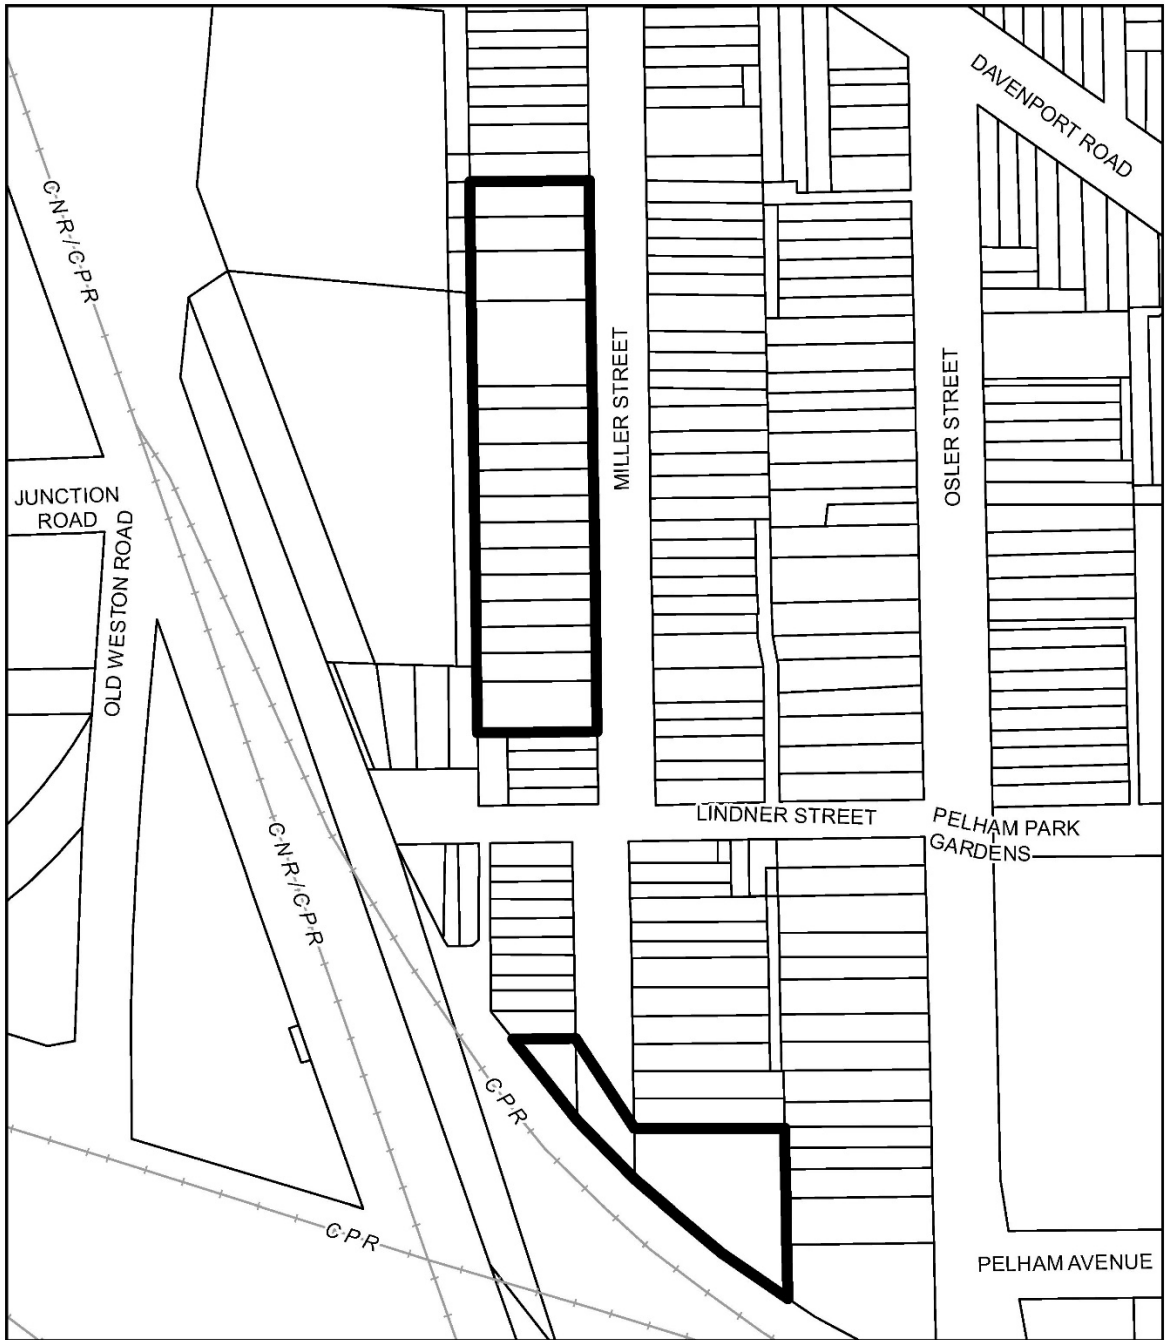 DAVENPORT ROAD
C-N-R-/C-P-R
MILLER STREET
OSLER STREET
JUNCTION
ROAD
OLD WESTON ROAD
LINDNER STREET
PELHAM PARK
GARDENS
C-N-R-/-C-P-R
C-P-R
C-P-R
PELHAM AVENUE